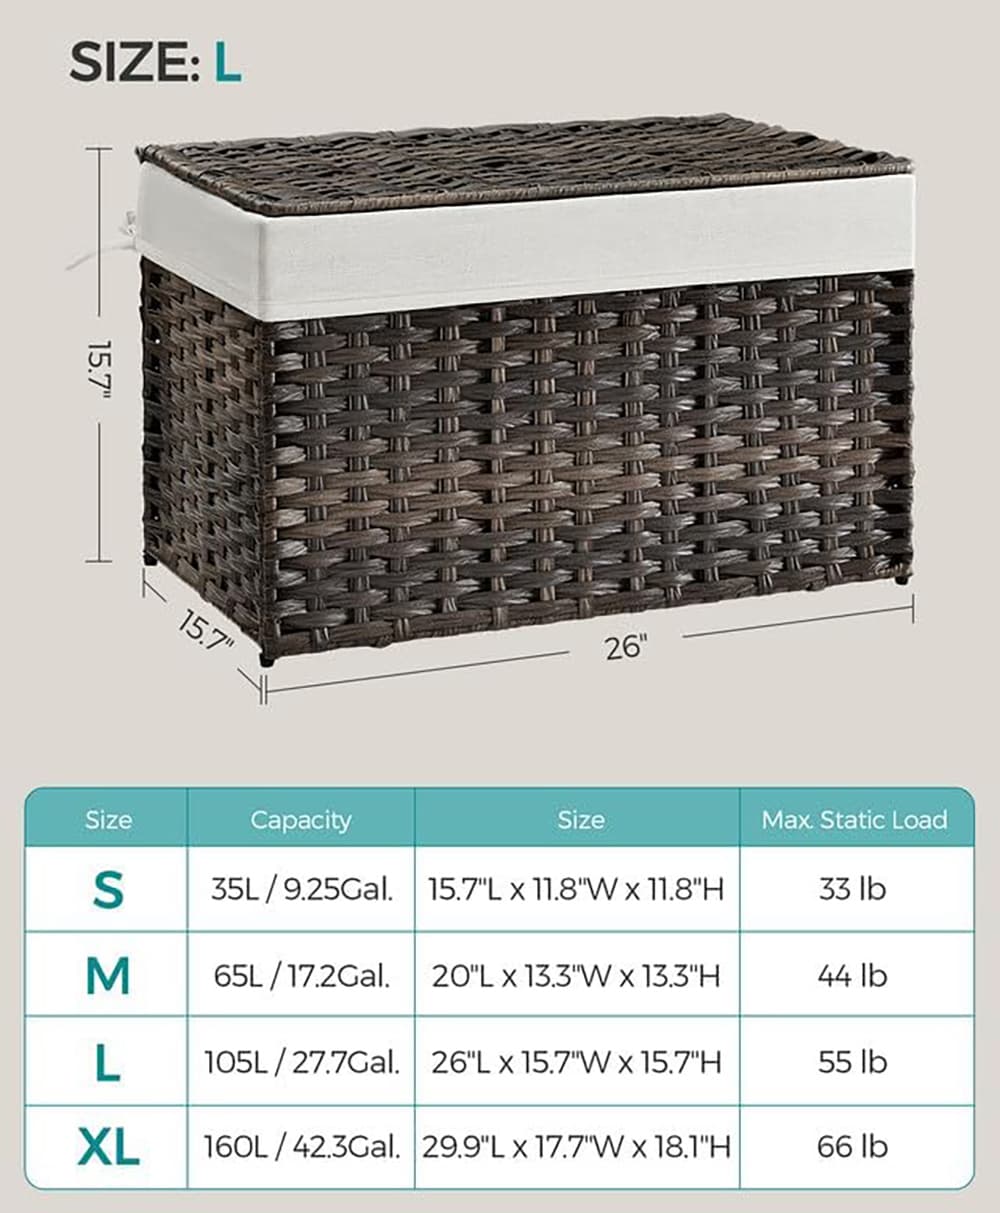 SIZE: L
15.7"
15.7"
26"
Size Capacity Size Max. Static Load
S 35L / 9.25Gal. 15.7"L x 11.8"W x 11.8"H 33 lb
M 65L / 17.2Gal. 20"L x 13.3"W x 13.3"H 44 lb
L 105L / 27.7Gal. 26"L x 15.7"W x 15.7"H 55 lb
XL 160L / 42.3Gal. 29.9"L x 17.7"W x 18.1"H 66 lb